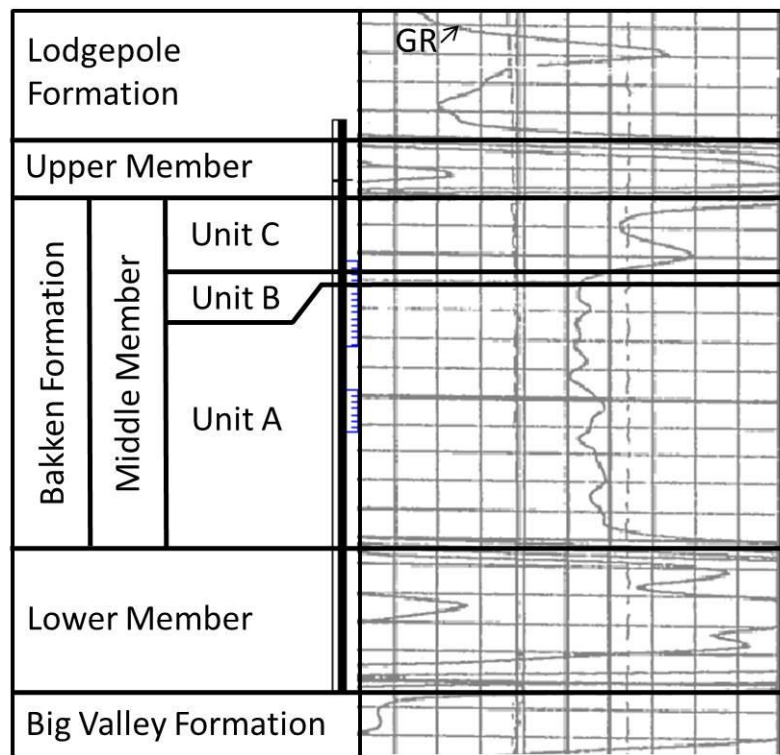 Lodgepole
Formation
GR
Upper Member
Bakken Formation
Middle Member
Unit C
Unit B
Unit A
Lower Member
Big Valley Formation